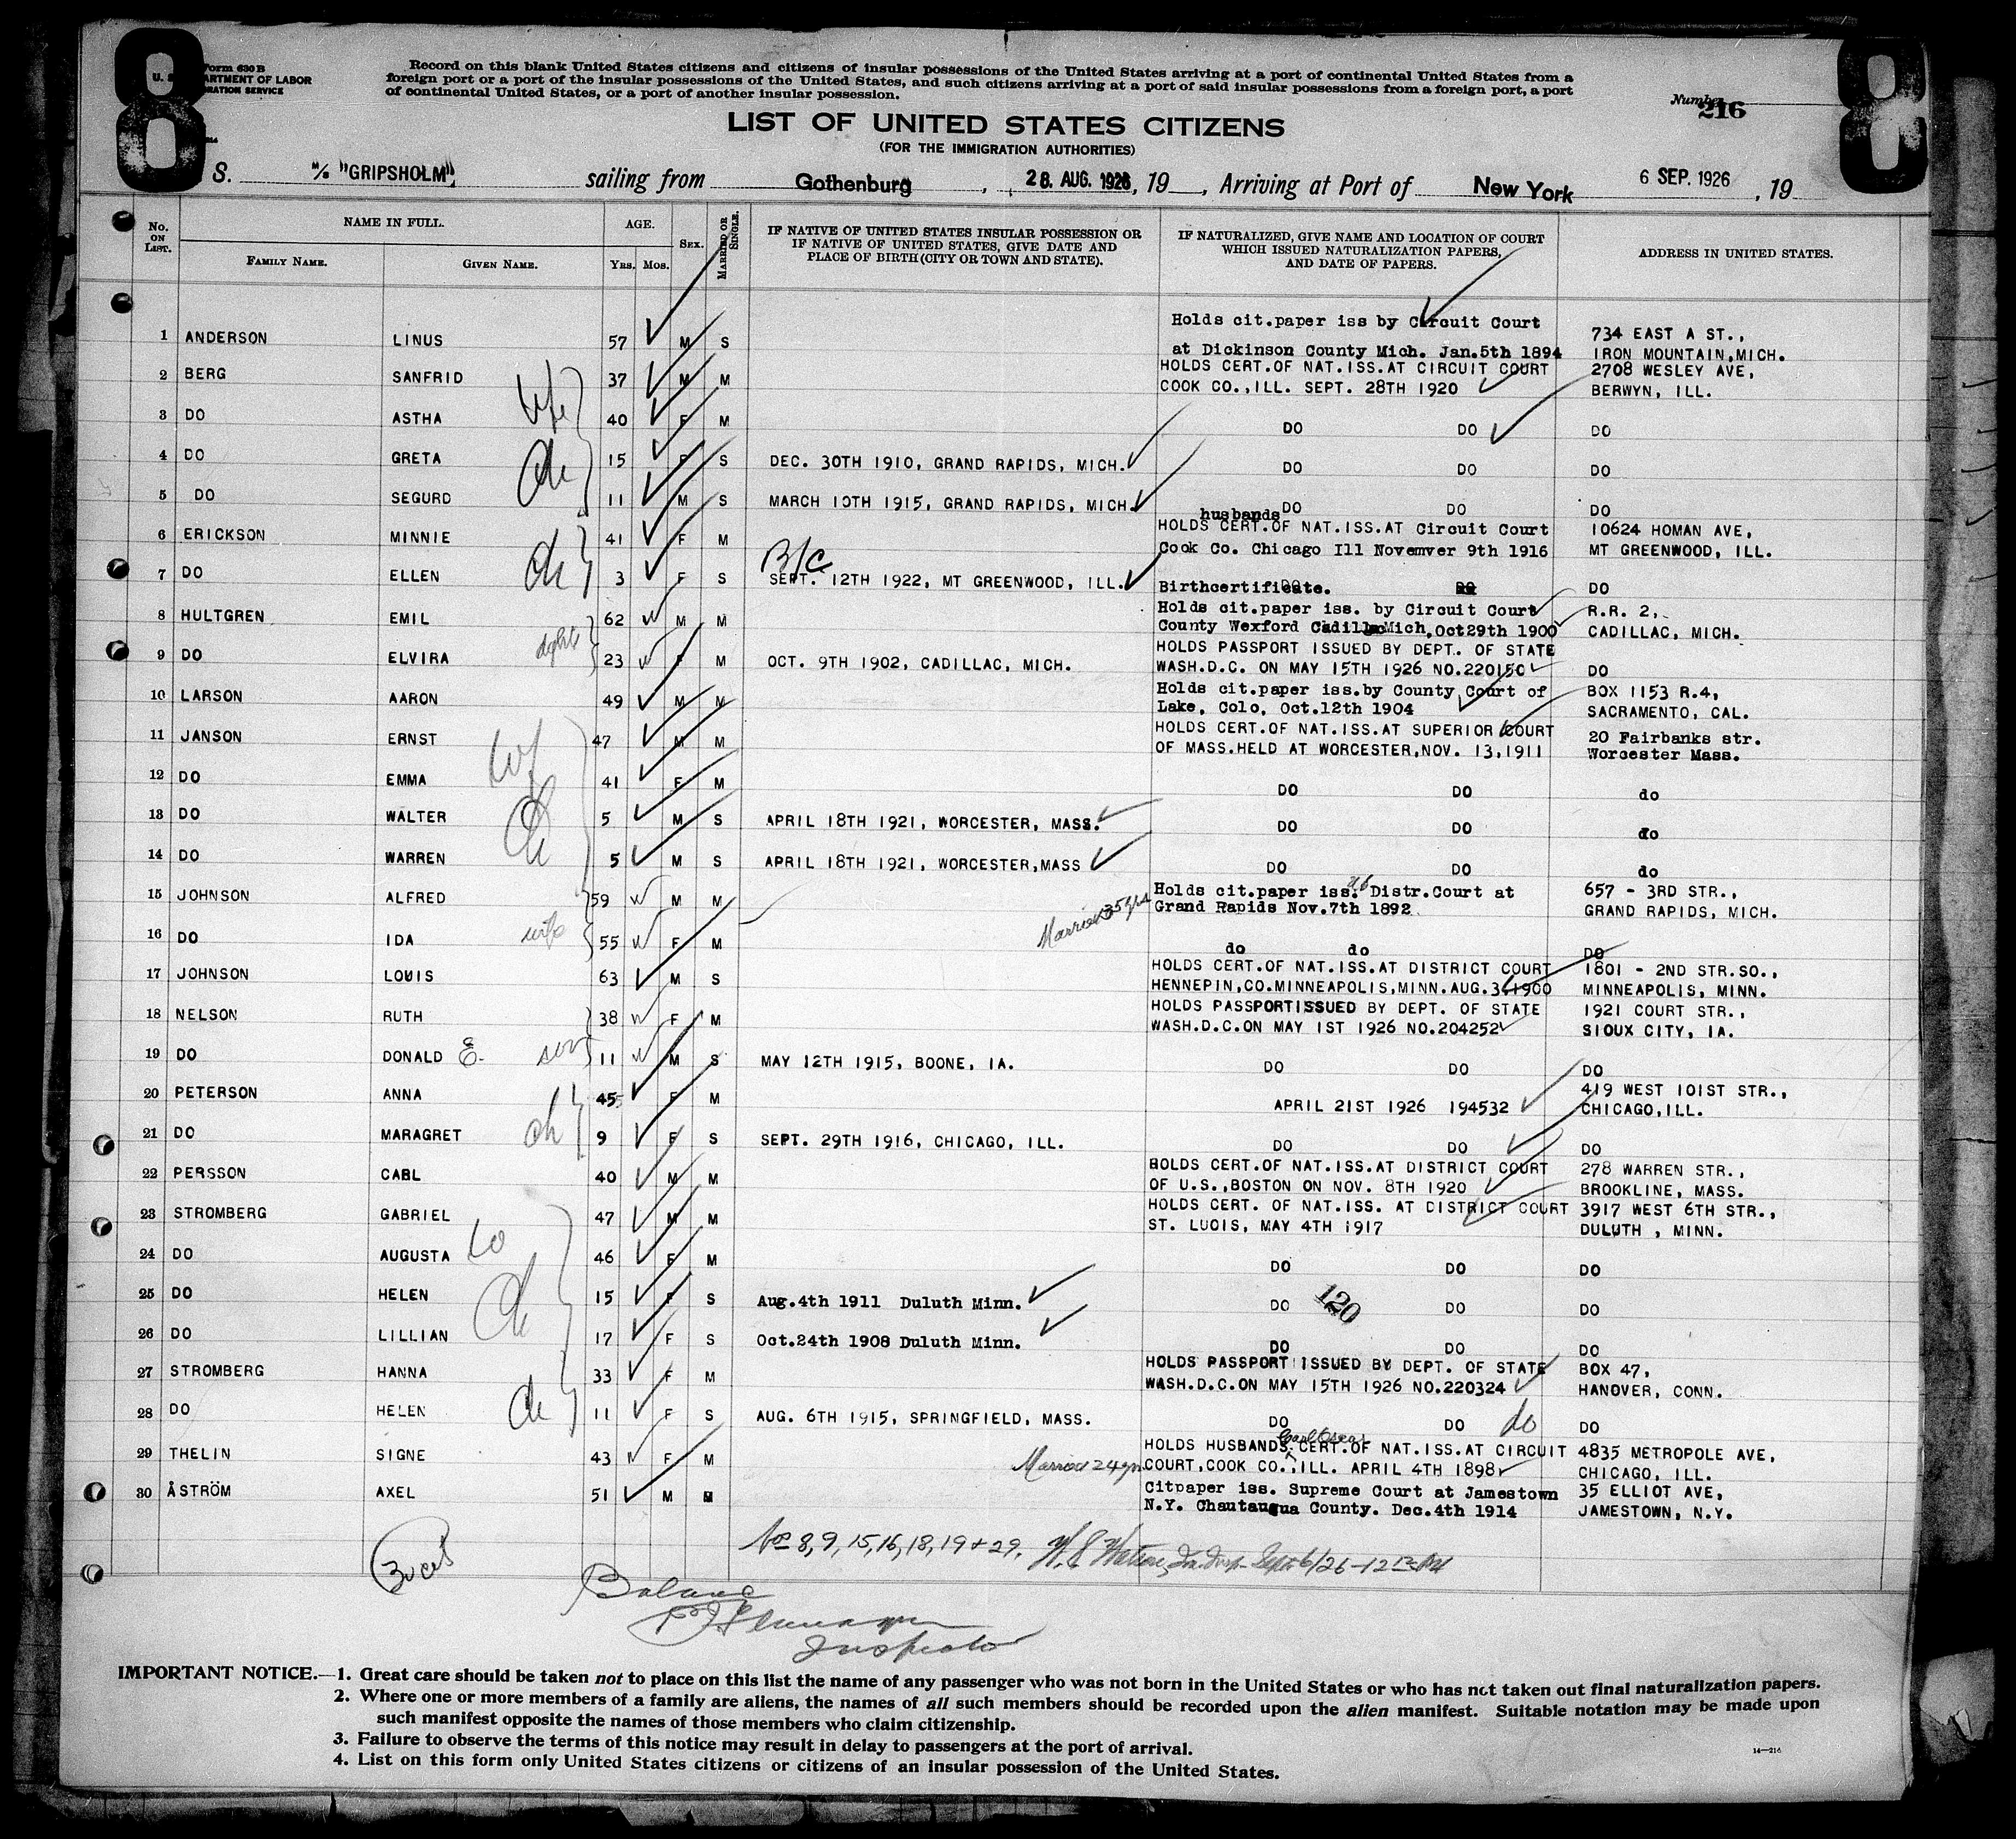 8
8
Form 630 B
U. S. DEPARTMENT OF LABOR
IMMIGRATION SERVICE
Record on this blank United States citizens and citizens of insular possessions of the United States arriving at a port of continental United States from a
foreign port or a port of the insular possessions of the United States, and such citizens arriving at a port of said insular possessions from a foreign port, a port
of continental United States, or a port of another insular possession.
Number 216
LIST OF UNITED STATES CITIZENS
(FOR THE IMMIGRATION AUTHORITIES)
S. M/S "GRIPSHOLM" sailing from Gothenburg, 28. AUG. 1926, 19 , Arriving at Port of New York 6 SEP. 1926, 19
No. ON LIST. NAME IN FULL. AGE. SEX. MARRIED OR SINGLE. IF NATIVE OF UNITED STATES INSULAR POSSESSION OR IF NATIVE OF UNITED STATES, GIVE DATE AND PLACE OF BIRTH (CITY OR TOWN AND STATE). IF NATURALIZED, GIVE NAME AND LOCATION OF COURT WHICH ISSUED NATURALIZATION PAPERS, AND DATE OF PAPERS. ADDRESS IN UNITED STATES.
FAMILY NAME. GIVEN NAME. YRS. MOS.
1 ANDERSON LINUS 57 M S Holds cit.paper iss by Circuit Court 734 EAST A ST.,
at Dickinson County Mich. Jan.5th 1894 IRON MOUNTAIN,MICH.
2 BERG SANFRID 37 M M HOLDS CERT.OF NAT.ISS.AT CIRCUIT COURT 2708 WESLEY AVE,
COOK CO.,ILL. SEPT. 28TH 1920 BERWYN, ILL.
3 DO ASTHA wife 40 F M DO DO DO
4 DO GRETA ch 15 F S DEC. 30TH 1910, GRAND RAPIDS, MICH. DO DO DO
5 DO SEGURD 11 M S MARCH 10TH 1915, GRAND RAPIDS, MICH. DO DO DO
husbands
6 ERICKSON MINNIE 41 F M HOLDS CERT.OF NAT.ISS.AT Circuit Court 10624 HOMAN AVE,
Cook Co. Chicago Ill Novemver 9th 1916 MT GREENWOOD, ILL.
B/C
7 DO ELLEN ch 3 F S SEPT. 12TH 1922, MT GREENWOOD, ILL. Birthcertificate. DO DO
8 HULTGREN EMIL 62 M M Holds cit.paper iss. by Circuit Court R.R. 2,
County Wexford Cadillac Mich,Oct29th 1900 CADILLAC, MICH.
9 DO ELVIRA dght 23 F M OCT. 9TH 1902, CADILLAC, MICH. HOLDS PASSPORT ISSUED BY DEPT. OF STATE
WASH.D.C. ON MAY 15TH 1926 NO.220150 DO
10 LARSON AARON 49 M M Holds cit.paper iss.by County Court of BOX 1153 R.4,
Lake, Colo, Oct.12th 1904 SACRAMENTO, CAL.
11 JANSON ERNST 47 M M HOLDS CERT.OF NAT.ISS.AT SUPERIOR COURT 20 Fairbanks str.
OF MASS.HELD AT WORCESTER,NOV. 13,1911 Worcester Mass.
12 DO EMMA wf 41 F M DO DO do
13 DO WALTER ch 5 M S APRIL 18TH 1921, WORCESTER, MASS. DO DO do
14 DO WARREN 5 M S APRIL 18TH 1921, WORCESTER,MASS DO DO do
15 JOHNSON ALFRED 59 M M Married 35 yrs Holds cit.paper iss. Distr.Court at 657 - 3RD STR.,
Grand Rapids Nov.7th 1892 GRAND RAPIDS, MICH.
16 DO IDA wife 55 F M do do DO
17 JOHNSON LOUIS 63 M S HOLDS CERT.OF NAT.ISS.AT DISTRICT COURT 1801 - 2ND STR.SO.,
HENNEPIN,CO.MINNEAPOLIS,MINN.AUG.3.1900 MINNEAPOLIS, MINN.
18 NELSON RUTH 38 F M HOLDS PASSPORT ISSUED BY DEPT. OF STATE 1921 COURT STR.,
WASH.D.C.ON MAY 1ST 1926 NO.204252 SIOUX CITY, IA.
19 DO DONALD E. son 11 M S MAY 12TH 1915, BOONE, IA. DO DO DO
20 PETERSON ANNA 45 F M APRIL 21ST 1926 194532 419 WEST 101ST STR.,
CHICAGO,ILL.
21 DO MARAGRET ch 9 F S SEPT. 29TH 1916, CHICAGO, ILL. DO DO DO
22 PERSSON CARL 40 M M HOLDS CERT.OF NAT.ISS.AT DISTRICT COURT 278 WARREN STR.,
OF U.S.,BOSTON ON NOV. 8TH 1920 BROOKLINE, MASS.
23 STROMBERG GABRIEL 47 M M HOLDS CERT. OF NAT.ISS. AT DISTRICT COURT 3917 WEST 6TH STR.,
ST. LUOIS, MAY 4TH 1917 DULUTH , MINN.
24 DO AUGUSTA 46 F M DO DO DO
25 DO HELEN ch 15 F S Aug.4th 1911 Duluth Minn. DO 120 DO DO
26 DO LILLIAN 17 F S Oct.24th 1908 Duluth Minn. DO DO DO
27 STROMBERG HANNA 33 F M HOLDS PASSPORT ISSUED BY DEPT. OF STATE BOX 47,
WASH.D.C.ON MAY 15TH 1926 NO.220324 HANOVER, CONN.
28 DO HELEN ch 11 F S AUG. 6TH 1915, SPRINGFIELD, MASS. DO DO do DO
Carl Oscar
29 THELIN SIGNE 43 F M HOLDS HUSBANDS CERT.OF NAT.ISS.AT CIRCUIT 4835 METROPOLE AVE,
Married 24 yrs COURT,COOK CO.,ILL. APRIL 4TH 1898, CHICAGO, ILL.
30 ÅSTRÖM AXEL 51 M M Citpaper iss. Supreme Court at Jamestown 35 ELLIOT AVE,
N.Y. Chautauqua County. Dec.4th 1914 JAMESTOWN, N.Y.
No 8, 9, 15, 16, 18, 19 + 29. Sept 6/26 - 12
Balance
Inspector
IMPORTANT NOTICE.—1. Great care should be taken not to place on this list the name of any passenger who was not born in the United States or who has not taken out final naturalization papers.
2. Where one or more members of a family are aliens, the names of all such members should be recorded upon the alien manifest. Suitable notation may be made upon
such manifest opposite the names of those members who claim citizenship.
3. Failure to observe the terms of this notice may result in delay to passengers at the port of arrival.
4. List on this form only United States citizens or citizens of an insular possession of the United States.
14—216